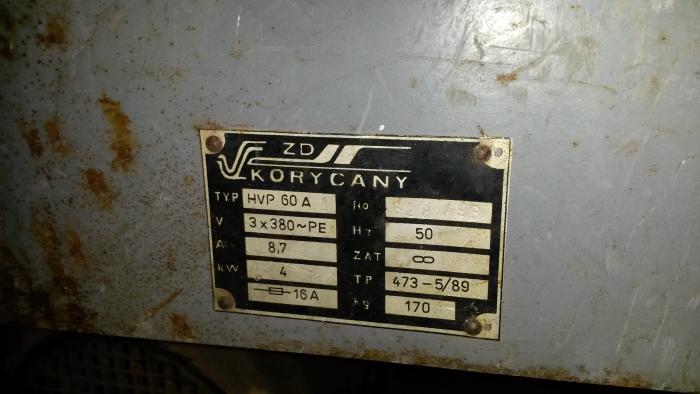 ZD
KORYCANY
TYP HVP 60 A No
V 3x380~PE Hz 50
A 8,7 ZAT ∞
kW 4 TP 473-5/89
16A kg 170